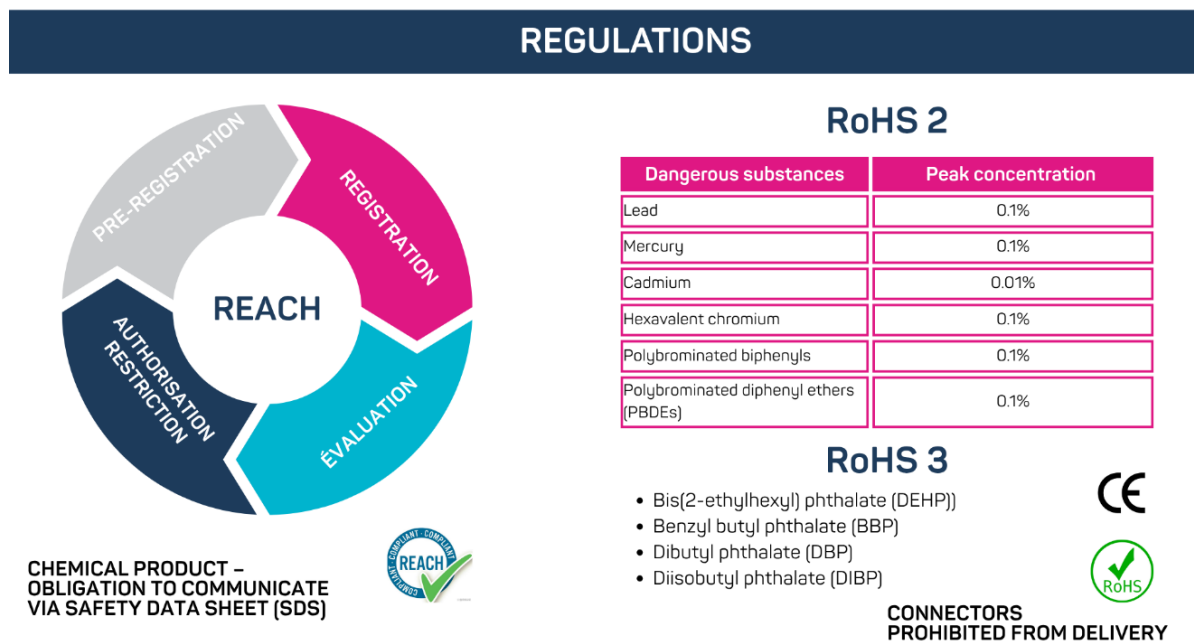 REGULATIONS
PRE-REGISTRATION
REGISTRATION
REACH
AUTHORISATION
RESTRICTION
ÉVALUATION
CHEMICAL PRODUCT –
OBLIGATION TO COMMUNICATE
VIA SAFETY DATA SHEET (SDS)
COMPLIANT · COMPLIANT
REACH
COMPLIANT
RoHS 2
Dangerous substances Peak concentration
Lead 0.1%
Mercury 0.1%
Cadmium 0.01%
Hexavalent chromium 0.1%
Polybrominated biphenyls 0.1%
Polybrominated diphenyl ethers
(PBDEs) 0.1%
RoHS 3
• Bis(2-ethylhexyl) phthalate (DEHP))
• Benzyl butyl phthalate (BBP)
• Dibutyl phthalate (DBP)
• Diisobutyl phthalate (DIBP)
CE
RoHS
CONNECTORS
PROHIBITED FROM DELIVERY